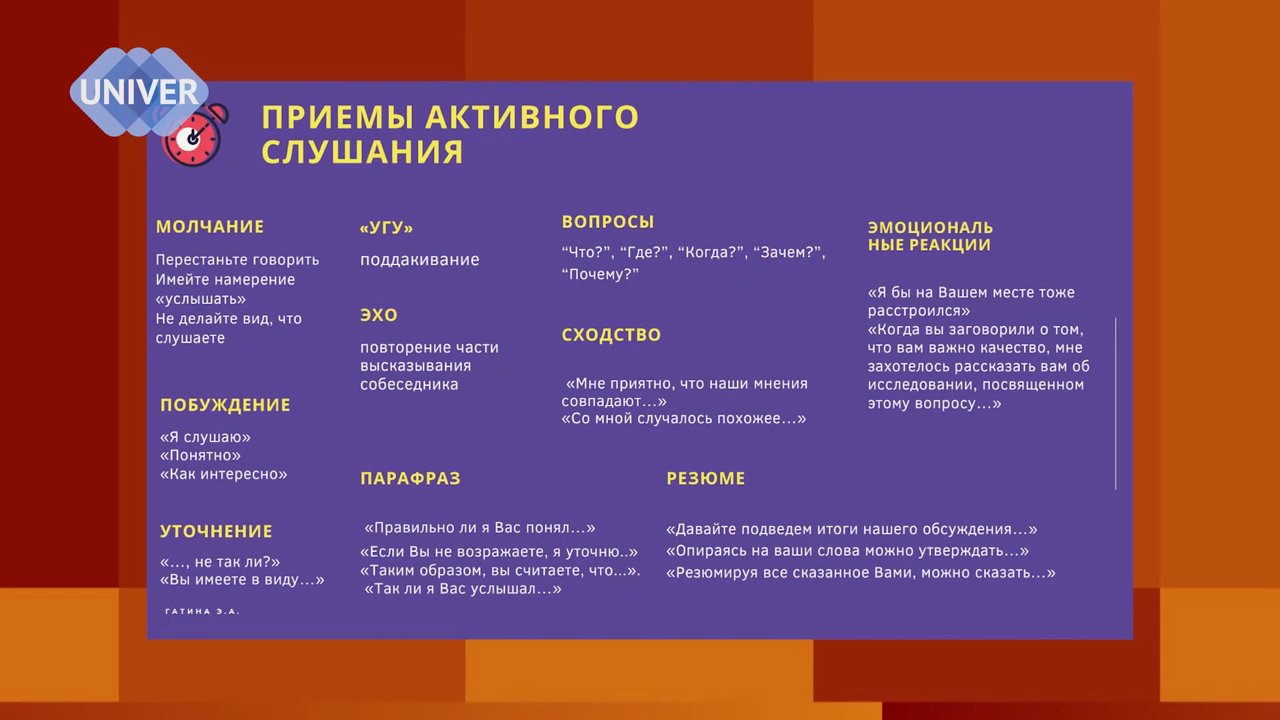 UNIVER
ПРИЕМЫ АКТИВНОГО
СЛУШАНИЯ
МОЛЧАНИЕ
Перестаньте говорить
Имейте намерение
«услышать»
Не делайте вид, что
слушаете
ПОБУЖДЕНИЕ
«Я слушаю»
«Понятно»
«Как интересно»
УТОЧНЕНИЕ
«..., не так ли?»
«Вы имеете в виду...»
ГАТИНА Э.А.
«УГУ»
поддакивание
ЭХО
повторение части
высказывания
собеседника
ВОПРОСЫ
“Что?”, “Где?”, “Когда?”, “Зачем?”,
“Почему?”
СХОДСТВО
«Мне приятно, что наши мнения
совпадают...»
«Со мной случалось похожее...»
ЭМОЦИОНАЛЬ
НЫЕ РЕАКЦИИ
«Я бы на Вашем месте тоже
расстроился»
«Когда вы заговорили о том,
что вам важно качество, мне
захотелось рассказать вам об
исследовании, посвященном
этому вопросу...»
ПАРАФРАЗ
«Правильно ли я Вас понял...»
«Если Вы не возражаете, я уточню..»
«Таким образом, вы считаете, что...».
«Так ли я Вас услышал...»
РЕЗЮМЕ
«Давайте подведем итоги нашего обсуждения...»
«Опираясь на ваши слова можно утверждать...»
«Резюмируя все сказанное Вами, можно сказать...»